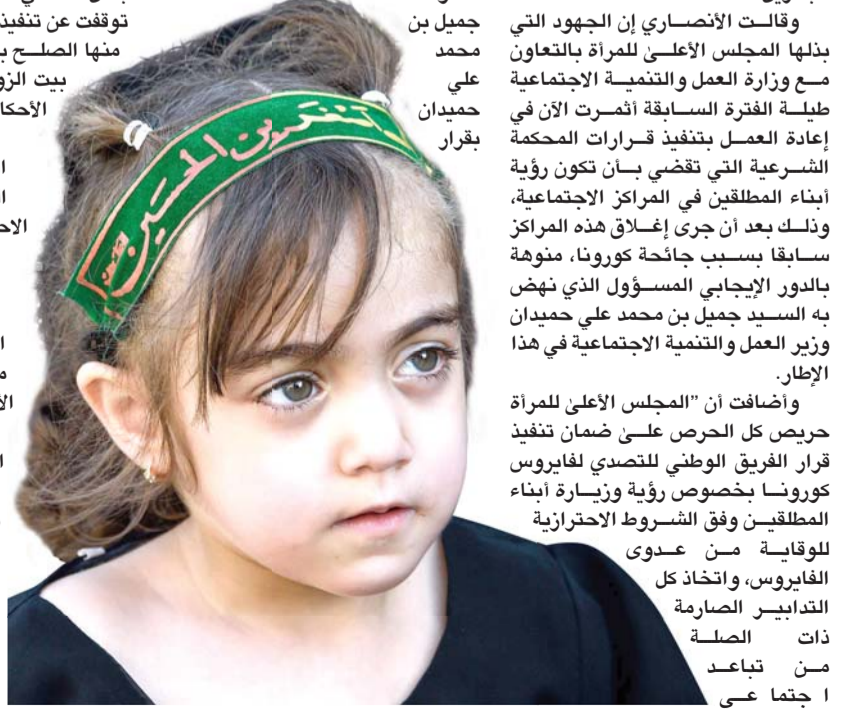 وقالت الأنصاري إن الجهود التي
بذلها المجلس الأعلىٰ للمرأة بالتعاون
مع وزارة العمل والتنمية الاجتماعية
طيلة الفترة السابقة أثمرت الآن في
إعادة العمل بتنفيذ قرارات المحكمة
الشرعية التي تقضي بأن تكون رؤية
أبناء المطلقين في المراكز الاجتماعية،
وذلك بعد أن جرى إغلاق هذه المراكز
سابقا بسبب جائحة كورونا، منوهة
بالدور الإيجابي المسؤول الذي نهض
به السيد جميل بن محمد علي حميدان
وزير العمل والتنمية الاجتماعية في هذا
الإطار.
وأضافت أن ”المجلس الأعلىٰ للمرأة
حريص كل الحرص علىٰ ضمان تنفيذ
قرار الفريق الوطني للتصدي لفايروس
كورونا بخصوص رؤية وزيارة أبناء
المطلقين وفق الشروط الاحترازية
للوقاية من عدوى
الفايروس، واتخاذ كل
التدابير الصارمة
ذات الصلة
من تباعد
اجتماعي
جميل بن
محمد
علي
حميدان
بقرار
توقفت عن تنفيذ
منها الصلح
بيت
بن الحسين